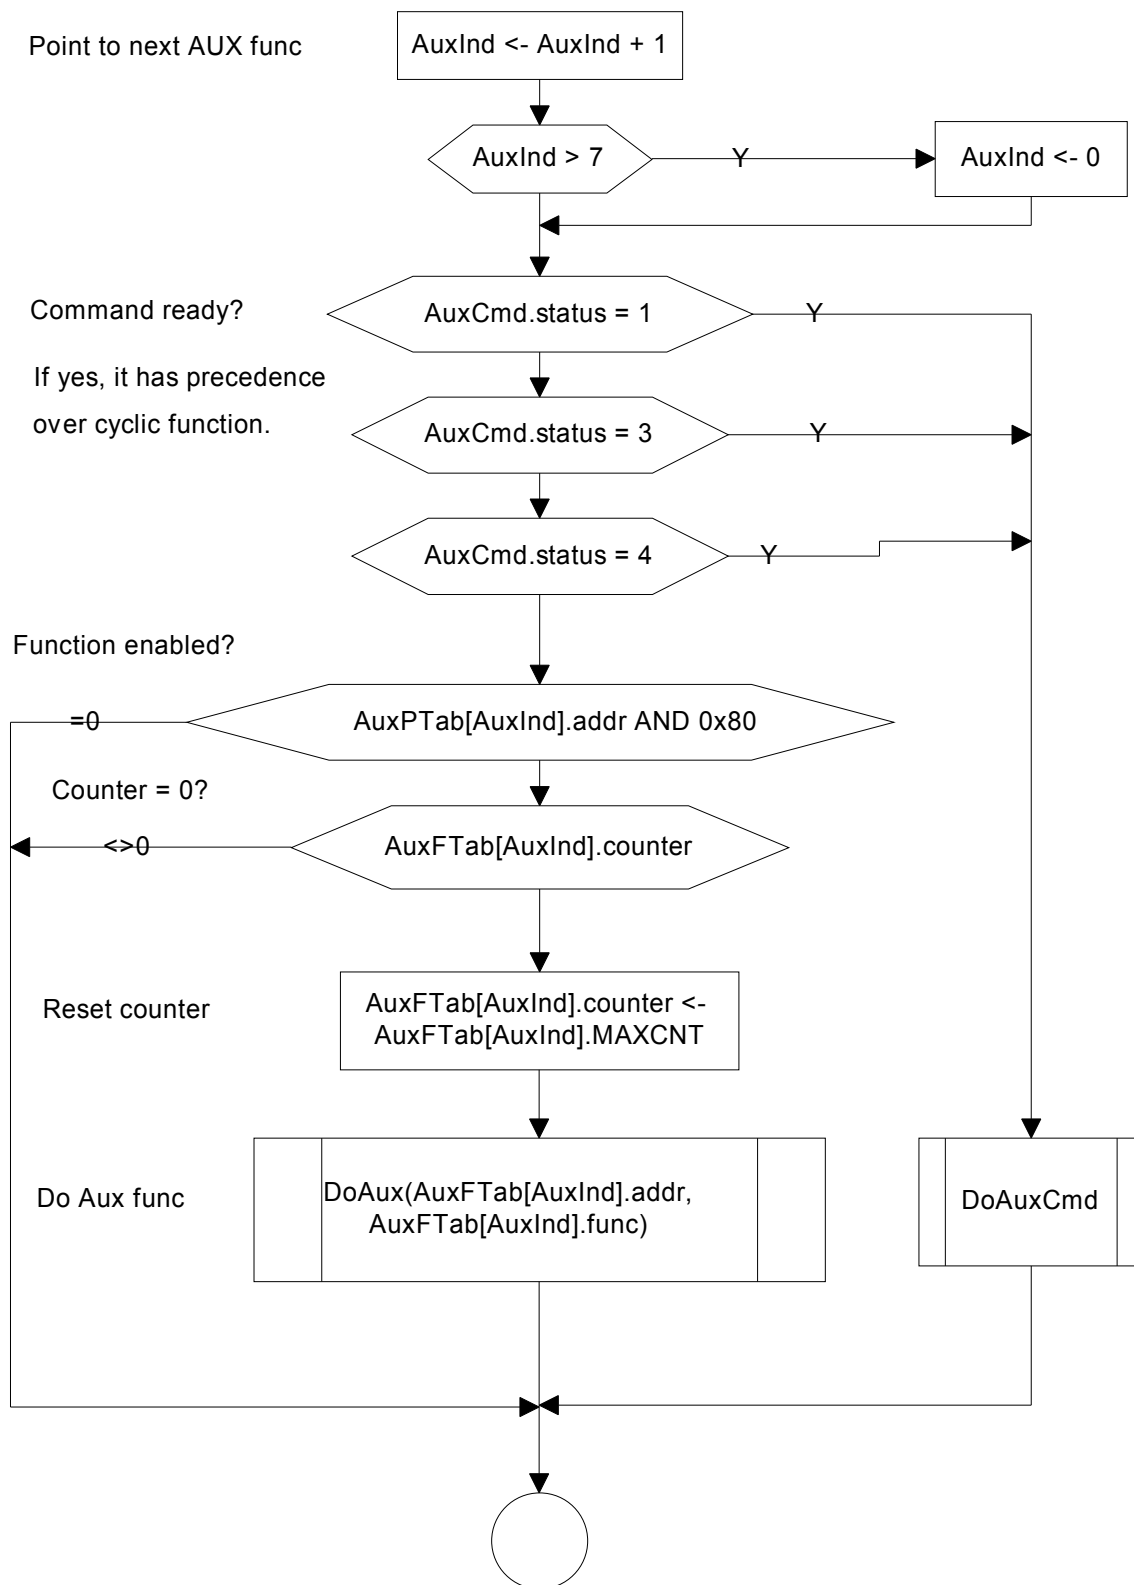 Point to next AUX func
AuxInd <- AuxInd + 1
AuxInd > 7
Y
AuxInd <- 0
Command ready?
AuxCmd.status = 1
Y
If yes, it has precedence
over cyclic function.
AuxCmd.status = 3
Y
AuxCmd.status = 4
Y
Function enabled?
=0
AuxPTab[AuxInd].addr AND 0x80
Counter = 0?
<>0
AuxFTab[AuxInd].counter
Reset counter
AuxFTab[AuxInd].counter <-
AuxFTab[AuxInd].MAXCNT
Do Aux func
DoAux(AuxFTab[AuxInd].addr,
AuxFTab[AuxInd].func)
DoAuxCmd